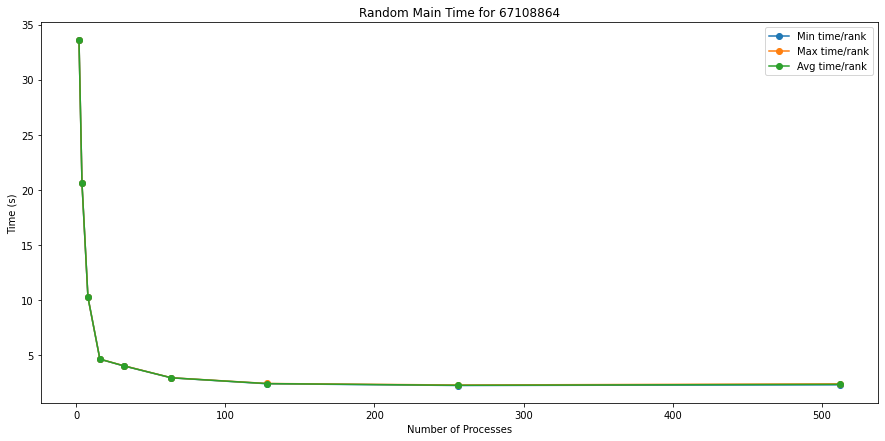 Random Main Time for 67108864
Min time/rank
Max time/rank
Avg time/rank
35
30
25
20
15
10
5
Time (s)
0
100
200
300
400
500
Number of Processes